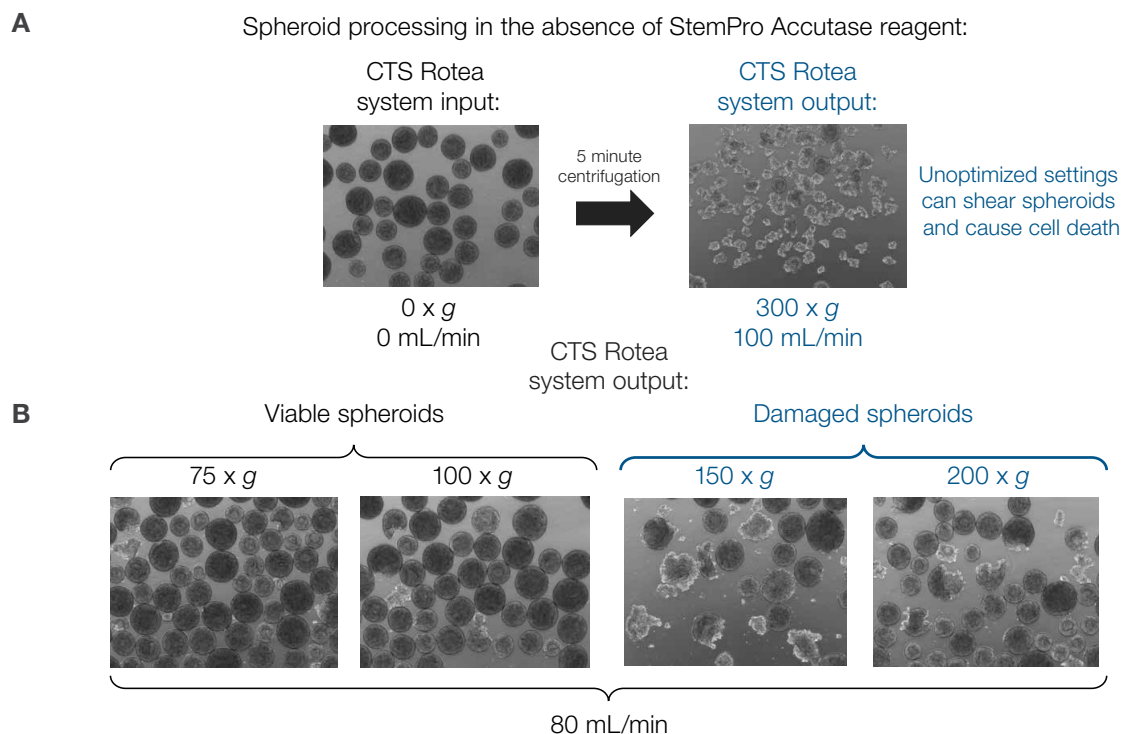 A
Spheroid processing in the absence of StemPro Accutase reagent:
CTS Rotea
system input:
5 minute
centrifugation
CTS Rotea
system output:
Unoptimized settings
can shear spheroids
and cause cell death
0 x g
0 mL/min
300 x g
100 mL/min
CTS Rotea
system output:
B
Viable spheroids
Damaged spheroids
75 x g
100 x g
150 x g
200 x g
80 mL/min